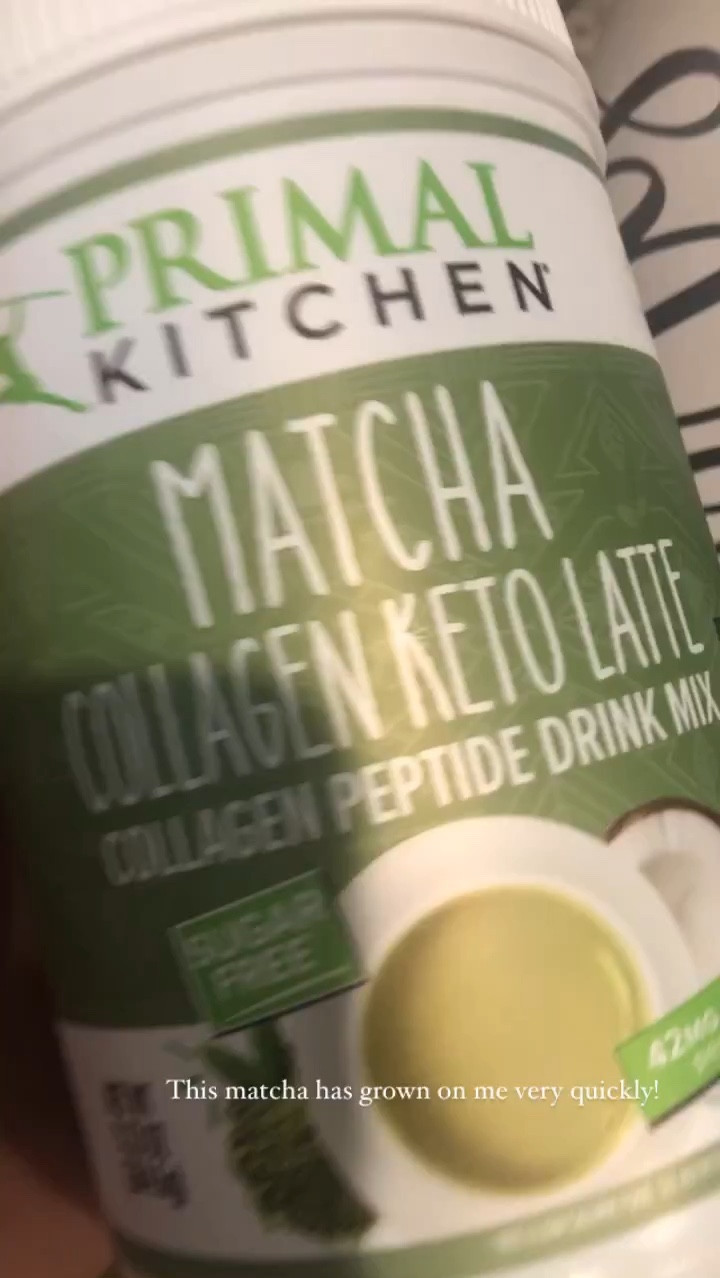 PRIMAL
KITCHEN
MATCHA
COLLAGEN KETO LATTE
COLLAGEN PEPTIDE DRINK MIX
SUGAR
FREE
42MG
This matcha has grown on me very quickly!